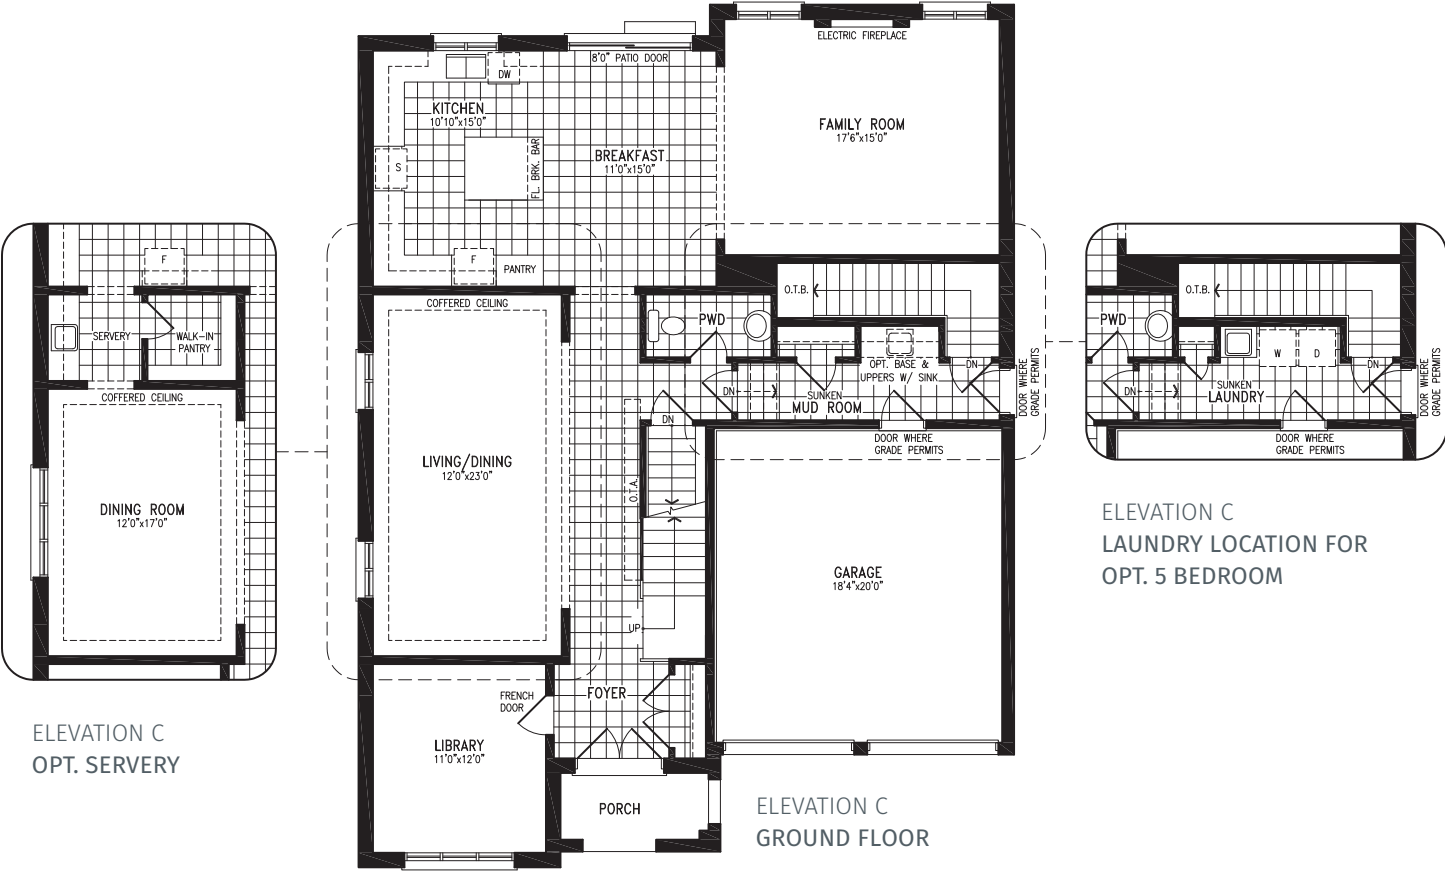 ELECTRIC FIREPLACE
8'0" PATIO DOOR
DW
KITCHEN
10'10"x15'0"
FAMILY ROOM
17'6"x15'0"
S
FL. BRK. BAR
BREAKFAST
11'0"x15'0"
F
PANTRY
COFFERED CEILING
O.T.B.
PWD
OPT. BASE &
UPPERS W/ SINK
DN
DN
SUNKEN
MUD ROOM
DOOR WHERE
GRADE PERMITS
DN
DOOR WHERE
GRADE PERMITS
LIVING/DINING
12'0"x23'0"
O.T.A.
GARAGE
18'4"x20'0"
UP
FRENCH
DOOR
FOYER
LIBRARY
11'0"x12'0"
PORCH
ELEVATION C
GROUND FLOOR
F
SERVERY
WALK-IN
PANTRY
COFFERED CEILING
DINING ROOM
12'0"x17'0"
ELEVATION C
OPT. SERVERY
O.T.B.
PWD
W
D
DN
DN
SUNKEN
LAUNDRY
DOOR WHERE
GRADE PERMITS
DOOR WHERE
GRADE PERMITS
ELEVATION C
LAUNDRY LOCATION FOR
OPT. 5 BEDROOM